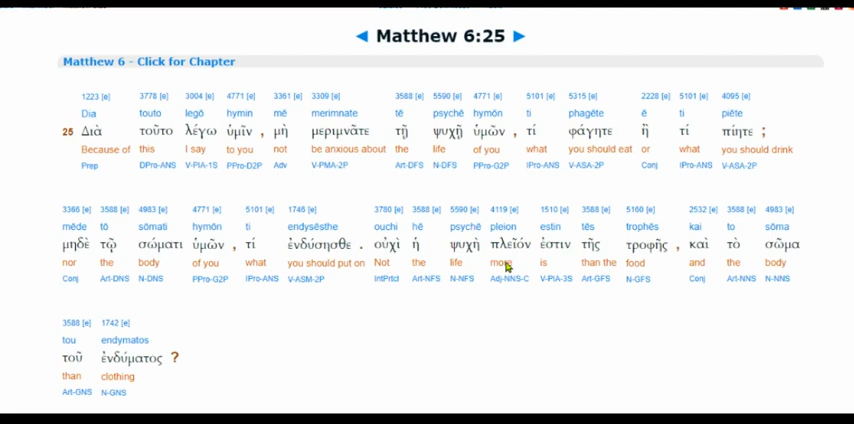 ◄ Matthew 6:25 ►
Matthew 6 - Click for Chapter
1223 [e] 3778 [e] 3004 [e] 4771 [e] 3361 [e] 3309 [e] 3588 [e] 5590 [e] 4771 [e] 5101 [e] 5315 [e] 2228 [e] 5101 [e] 4095 [e]
Dia touto legō hymin mē merimnate tē psychē hymōn ti phagēte ē ti piēte
25 Διὰ τοῦτο λέγω ὑμῖν , μὴ μεριμνᾶτε τῇ ψυχῇ ὑμῶν , τί φάγητε ἢ τί πίητε ;
Because of this I say to you not be anxious about the life of you what you should eat or what you should drink
Prep DPro-ANS V-PIA-1S PPro-D2P Adv V-PMA-2P Art-DFS N-DFS PPro-G2P IPro-ANS V-ASA-2P Conj IPro-ANS V-ASA-2P
3366 [e] 3588 [e] 4983 [e] 4771 [e] 5101 [e] 1746 [e] 3780 [e] 3588 [e] 5590 [e] 4119 [e] 1510 [e] 3588 [e] 5160 [e] 2532 [e] 3588 [e] 4983 [e]
mēde tō sōmati hymōn ti endysēsthe ouchi hē psychē pleion estin tēs trophēs kai to sōma
μηδὲ τῷ σώματι ὑμῶν , τί ἐνδύσησθε . οὐχὶ ἡ ψυχὴ πλεῖόν ἐστιν τῆς τροφῆς , καὶ τὸ σῶμα
nor the body of you what you should put on Not the life more is than the food and the body
Conj Art-DNS N-DNS PPro-G2P IPro-ANS V-ASM-2P IntPrtcl Art-NFS N-NFS Adj-NNS-C V-PIA-3S Art-GFS N-GFS Conj Art-NNS N-NNS
3588 [e] 1742 [e]
tou endymatos
τοῦ ἐνδύματος ?
than clothing
Art-GNS N-GNS